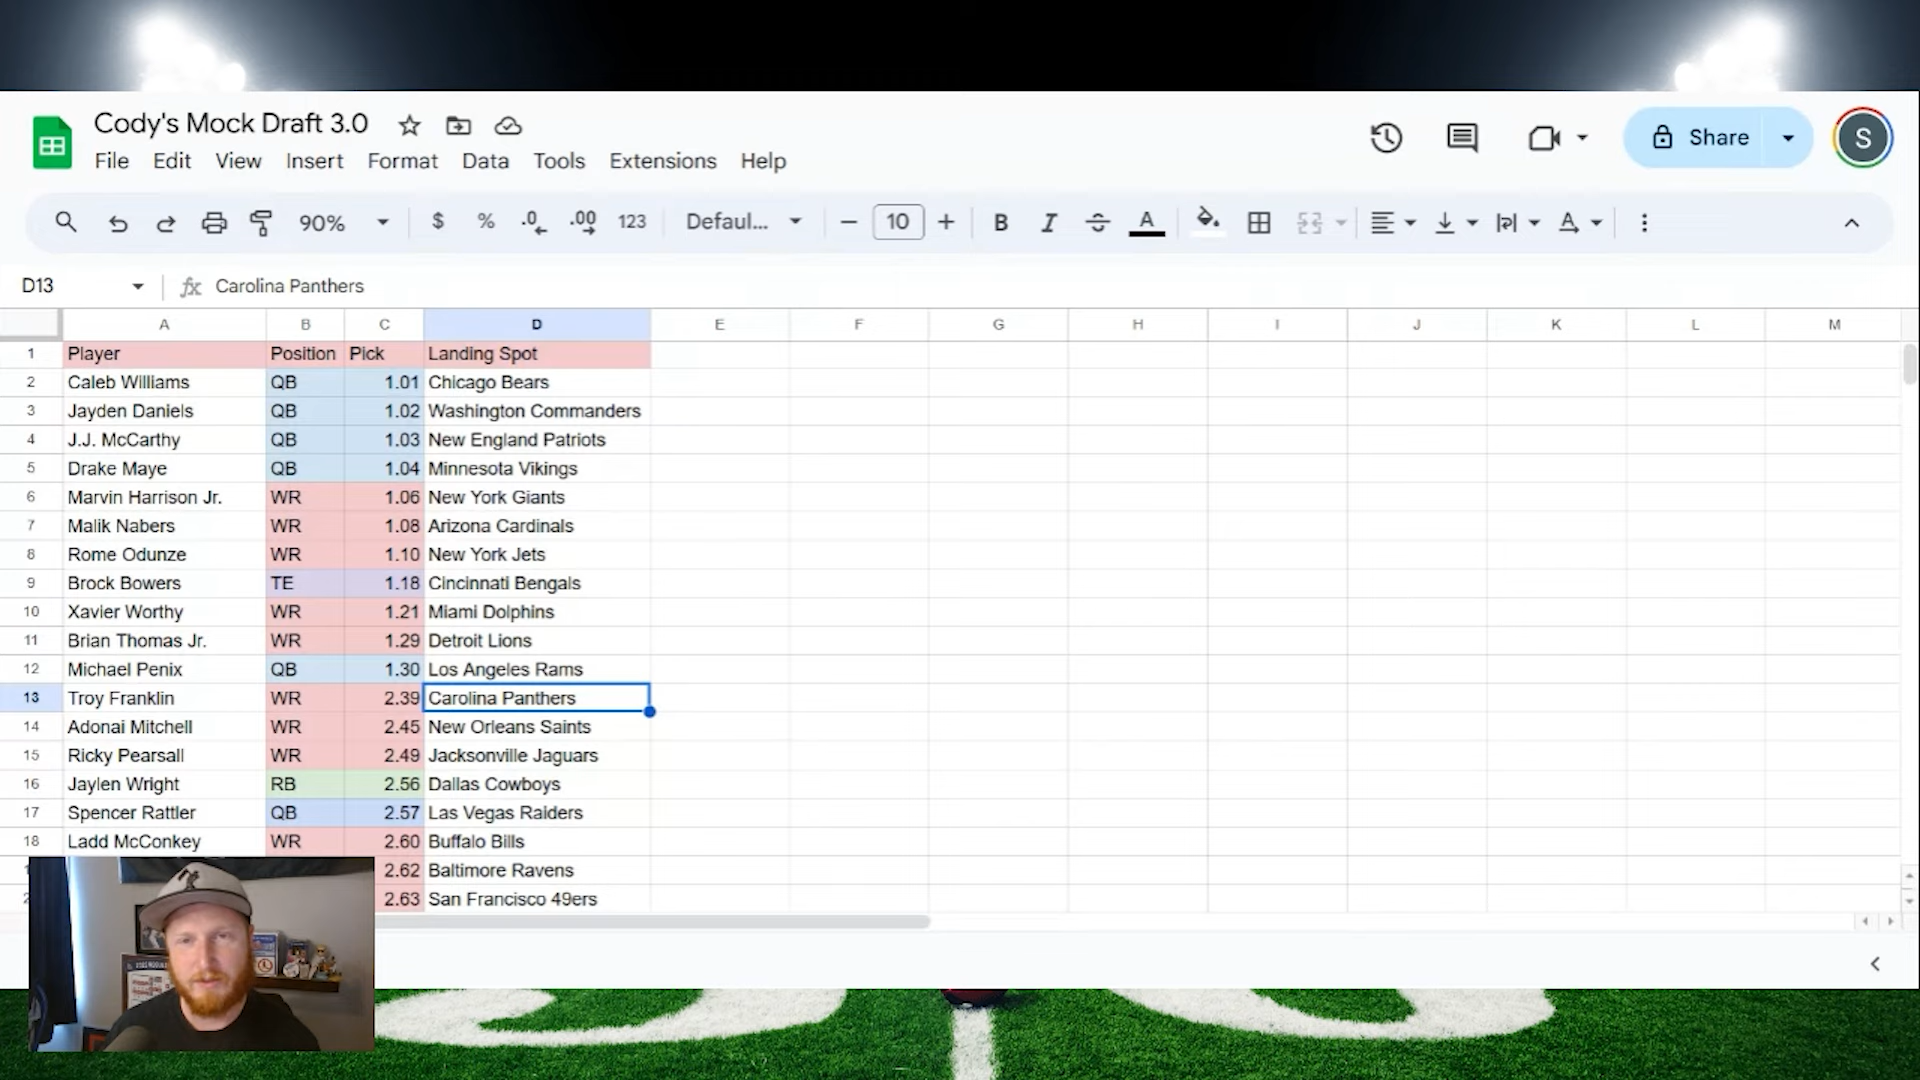 Cody's Mock Draft 3.0
File Edit View Insert Format Data Tools Extensions Help
Share
S
90% $ % .0 .00 123 Defaul... 10 B I A A
D13 fx Carolina Panthers
A B C D E F G H I J K L M
1 Player Position Pick Landing Spot
2 Caleb Williams QB 1.01 Chicago Bears
3 Jayden Daniels QB 1.02 Washington Commanders
4 J.J. McCarthy QB 1.03 New England Patriots
5 Drake Maye QB 1.04 Minnesota Vikings
6 Marvin Harrison Jr. WR 1.06 New York Giants
7 Malik Nabers WR 1.08 Arizona Cardinals
8 Rome Odunze WR 1.10 New York Jets
9 Brock Bowers TE 1.18 Cincinnati Bengals
10 Xavier Worthy WR 1.21 Miami Dolphins
11 Brian Thomas Jr. WR 1.29 Detroit Lions
12 Michael Penix QB 1.30 Los Angeles Rams
13 Troy Franklin WR 2.39 Carolina Panthers
14 Adonai Mitchell WR 2.45 New Orleans Saints
15 Ricky Pearsall WR 2.49 Jacksonville Jaguars
16 Jaylen Wright RB 2.56 Dallas Cowboys
17 Spencer Rattler QB 2.57 Las Vegas Raiders
18 Ladd McConkey WR 2.60 Buffalo Bills
2.62 Baltimore Ravens
2.63 San Francisco 49ers